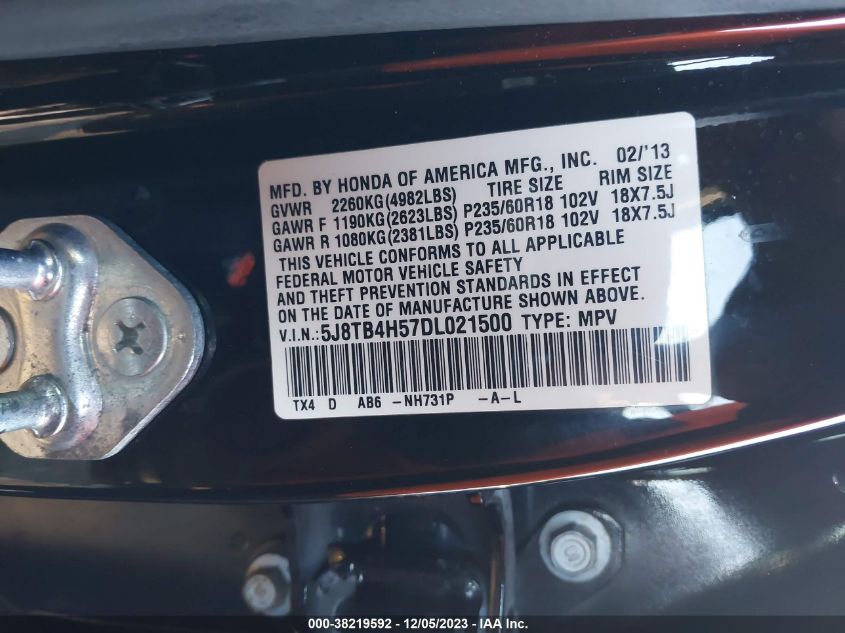 MFD. BY HONDA OF AMERICA MFG., INC. 02/'13
GVWR 2260KG(4982LBS) TIRE SIZE RIM SIZE
GAWR F 1190KG(2623LBS) P235/60R18 102V 18X7.5J
GAWR R 1080KG(2381LBS) P235/60R18 102V 18X7.5J
THIS VEHICLE CONFORMS TO ALL APPLICABLE
FEDERAL MOTOR VEHICLE SAFETY
AND THEFT PREVENTION STANDARDS IN EFFECT
ON THE DATE OF MANUFACTURE SHOWN ABOVE.
V.I.N.: 5J8TB4H57DL021500 TYPE: MPV
TX4 D AB6 -NH731P -A-L
000-38219592 - 12/05/2023 - IAA Inc.